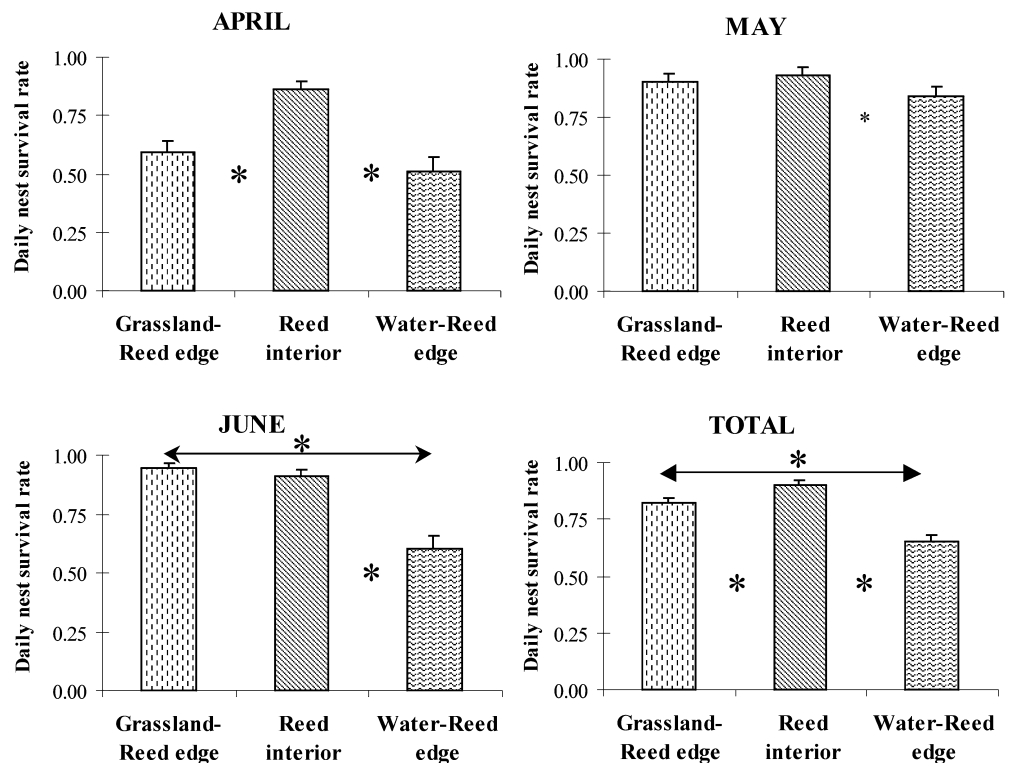 APRIL
Daily nest survival rate
1.00
0.75
0.50
0.25
0.00
*
*
Grassland-
Reed edge
Reed
interior
Water-Reed
edge
MAY
Daily nest survival rate
1.00
0.75
0.50
0.25
0.00
*
Grassland-
Reed edge
Reed
interior
Water-Reed
edge
JUNE
*
Daily nest survival rate
1.00
0.75
0.50
0.25
0.00
*
Grassland-
Reed edge
Reed
interior
Water-Reed
edge
TOTAL
*
Daily nest survival rate
1.00
0.75
0.50
0.25
0.00
*
*
Grassland-
Reed edge
Reed
interior
Water-Reed
edge